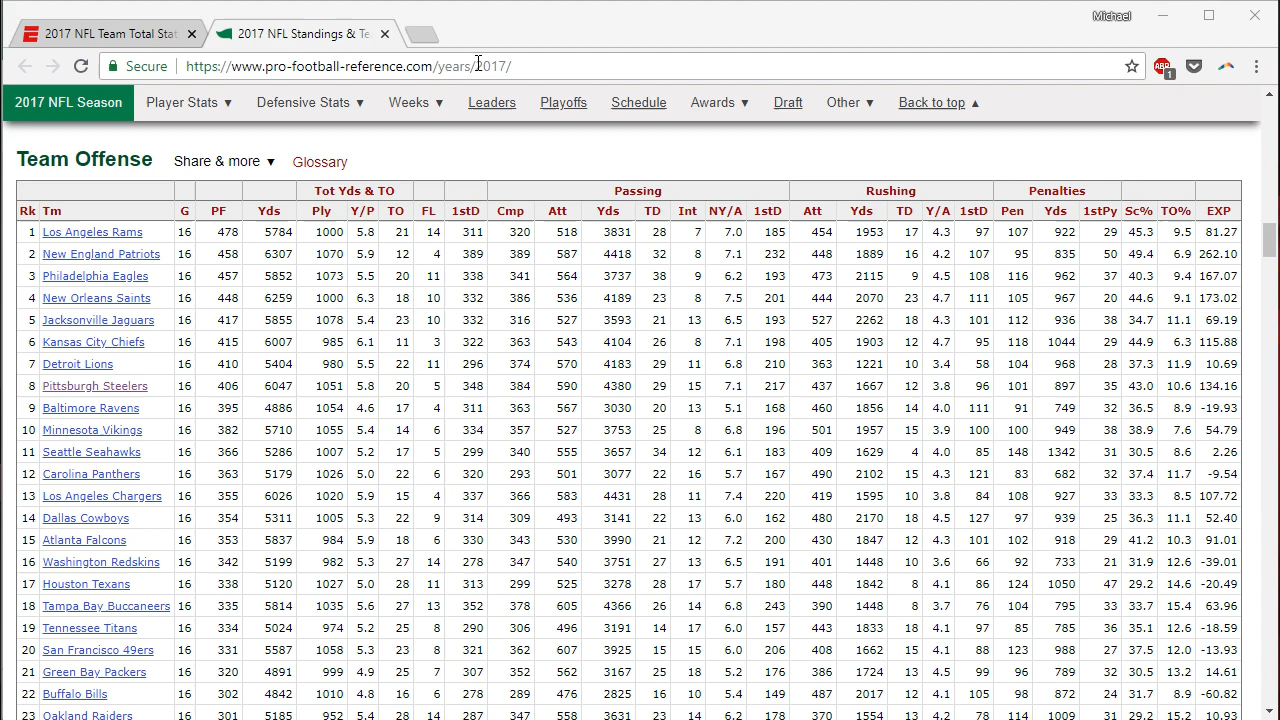 Michael
2017 NFL Team Total Stat
2017 NFL Standings & Te
Secure https://www.pro-football-reference.com/years/2017/
ABP 1
2017 NFL Season Player Stats ▼ Defensive Stats ▼ Weeks ▼ Leaders Playoffs Schedule Awards ▼ Draft Other ▼ Back to top ▲
Team Offense Share & more ▼ Glossary
Tot Yds & TO Passing Rushing Penalties
Rk Tm G PF Yds Ply Y/P TO FL 1stD Cmp Att Yds TD Int NY/A 1stD Att Yds TD Y/A 1stD Pen Yds 1stPy Sc% TO% EXP
1 Los Angeles Rams 16 478 5784 1000 5.8 21 14 311 320 518 3831 28 7 7.0 185 454 1953 17 4.3 97 107 922 29 45.3 9.5 81.27
2 New England Patriots 16 458 6307 1070 5.9 12 4 389 389 587 4418 32 8 7.1 232 448 1889 16 4.2 107 95 835 50 49.4 6.9 262.10
3 Philadelphia Eagles 16 457 5852 1073 5.5 20 11 338 341 564 3737 38 9 6.2 193 473 2115 9 4.5 108 116 962 37 40.3 9.4 167.07
4 New Orleans Saints 16 448 6259 1000 6.3 18 10 332 386 536 4189 23 8 7.5 201 444 2070 23 4.7 111 105 967 20 44.6 9.1 173.02
5 Jacksonville Jaguars 16 417 5855 1078 5.4 23 10 332 316 527 3593 21 13 6.5 193 527 2262 18 4.3 101 112 936 38 34.7 11.1 69.19
6 Kansas City Chiefs 16 415 6007 985 6.1 11 3 322 363 543 4104 26 8 7.1 198 405 1903 12 4.7 95 118 1044 29 44.9 6.3 115.88
7 Detroit Lions 16 410 5404 980 5.5 22 11 296 374 570 4183 29 11 6.8 210 363 1221 10 3.4 58 104 968 28 37.3 11.9 10.69
8 Pittsburgh Steelers 16 406 6047 1051 5.8 20 5 348 384 590 4380 29 15 7.1 217 437 1667 12 3.8 96 101 897 35 43.0 10.6 134.16
9 Baltimore Ravens 16 395 4886 1054 4.6 17 4 311 363 567 3030 20 13 5.1 168 460 1856 14 4.0 111 91 749 32 36.5 8.9 -19.93
10 Minnesota Vikings 16 382 5710 1055 5.4 14 6 334 357 527 3753 25 8 6.8 196 501 1957 15 3.9 100 100 949 38 38.9 7.6 54.79
11 Seattle Seahawks 16 366 5286 1007 5.2 17 5 299 340 555 3657 34 12 6.1 183 409 1629 4 4.0 85 148 1342 31 30.5 8.6 2.26
12 Carolina Panthers 16 363 5179 1026 5.0 22 6 320 293 501 3077 22 16 5.7 167 490 2102 15 4.3 121 83 682 32 37.4 11.7 -9.54
13 Los Angeles Chargers 16 355 6026 1020 5.9 15 4 337 366 583 4431 28 11 7.4 220 419 1595 10 3.8 84 108 927 33 33.3 8.5 107.72
14 Dallas Cowboys 16 354 5311 1005 5.3 22 9 314 309 493 3141 22 13 6.0 162 480 2170 18 4.5 127 97 939 25 36.3 11.1 52.40
15 Atlanta Falcons 16 353 5837 984 5.9 18 6 330 343 530 3990 21 12 7.2 200 430 1847 12 4.3 101 102 918 29 41.2 10.3 91.01
16 Washington Redskins 16 342 5199 982 5.3 27 14 278 347 540 3751 27 13 6.5 191 401 1448 10 3.6 66 92 733 21 31.9 12.6 -39.01
17 Houston Texans 16 338 5120 1027 5.0 28 11 313 299 525 3278 28 17 5.7 180 448 1842 8 4.1 86 124 1050 47 29.2 14.6 -20.49
18 Tampa Bay Buccaneers 16 335 5814 1035 5.6 27 13 352 378 605 4366 26 14 6.8 243 390 1448 8 3.7 76 104 795 33 33.7 15.4 63.96
19 Tennessee Titans 16 334 5024 974 5.2 25 8 290 306 496 3191 14 17 6.0 157 443 1833 18 4.1 97 85 785 36 35.1 12.6 -18.59
20 San Francisco 49ers 16 331 5587 1058 5.3 23 8 321 362 607 3925 15 15 6.0 206 408 1662 15 4.1 88 123 988 27 37.5 12.0 -13.93
21 Green Bay Packers 16 320 4891 999 4.9 25 7 307 352 562 3167 25 18 5.2 176 386 1724 13 4.5 99 96 789 32 30.5 13.2 14.61
22 Buffalo Bills 16 302 4842 1010 4.8 16 6 278 289 476 2825 16 10 5.4 149 487 2017 12 4.1 105 98 872 24 31.7 8.9 -60.82
23 Oakland Raiders 16 301 5185 952 5.4 28 14 287 347 558 3631 23 14 6.2 178 370 1554 13 4.2 78 114 1009 31 29.2 15.2 10.93